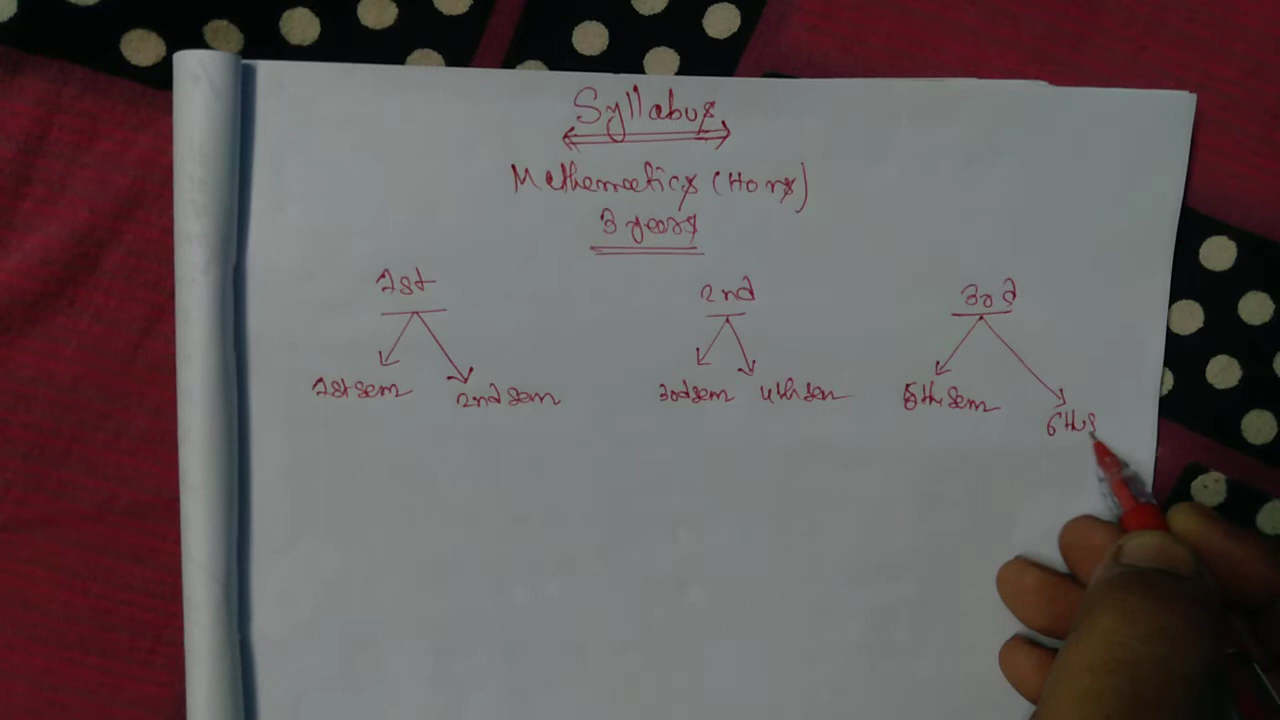 Syllabus
Mathematics (Hons)
3 years
1st 2nd 3rd
1st sem 2nd sem 3rd sem 4th sem 5th sem
6th s